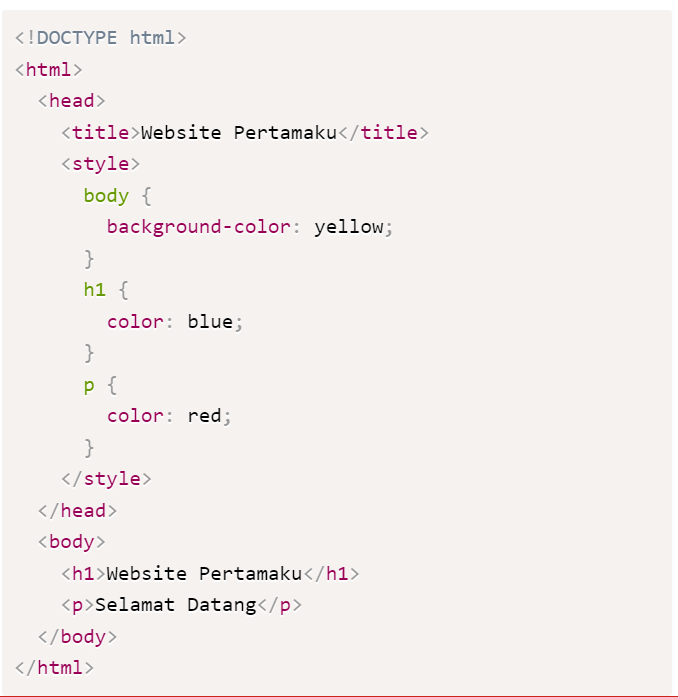 <!DOCTYPE html>
<html>
  <head>
    <title>Website Pertamaku</title>
    <style>
      body {
        background-color: yellow;
      }
      h1 {
        color: blue;
      }
      p {
        color: red;
      }
    </style>
  </head>
  <body>
    <h1>Website Pertamaku</h1>
    <p>Selamat Datang</p>
  </body>
</html>